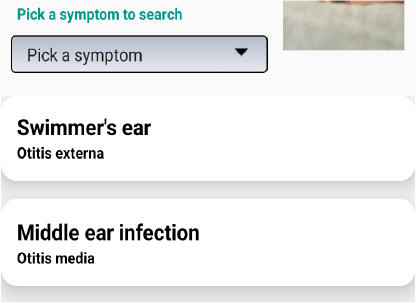 Pick a symptom to search
Pick a symptom
Swimmer's ear
Otitis externa
Middle ear infection
Otitis media